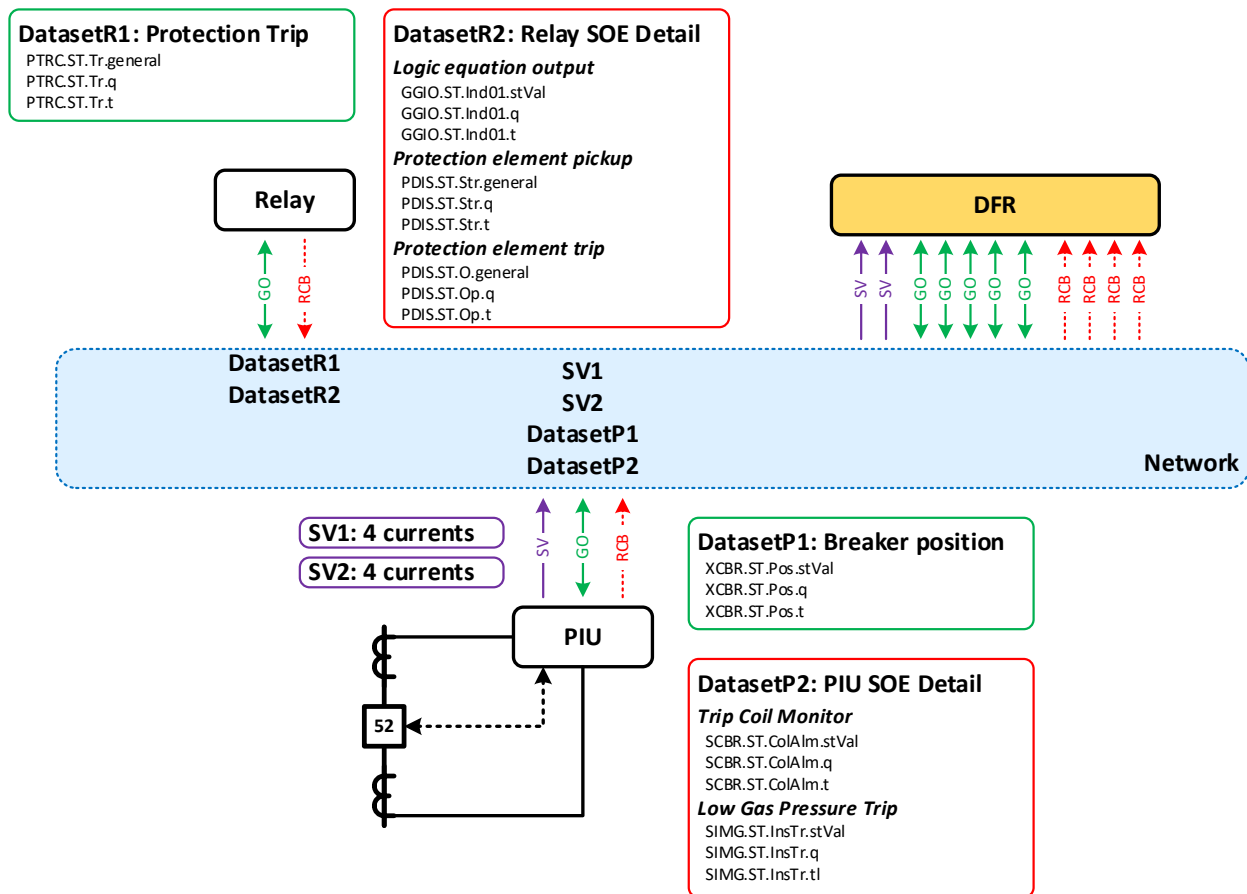 DatasetR1: Protection Trip
PTRC.ST.Tr.general
PTRC.ST.Tr.q
PTRC.ST.Tr.t
DatasetR2: Relay SOE Detail
Logic equation output
GGIO.ST.Ind01.stVal
GGIO.ST.Ind01.q
GGIO.ST.Ind01.t
Protection element pickup
PDIS.ST.Str.general
PDIS.ST.Str.q
PDIS.ST.Str.t
Protection element trip
PDIS.ST.O.general
PDIS.ST.Op.q
PDIS.ST.Op.t
Relay
GO
RCB
DFR
SV
SV
GO
GO
GO
GO
GO
RCB
RCB
RCB
RCB
DatasetR1
DatasetR2
SV1
SV2
DatasetP1
DatasetP2
Network
SV1: 4 currents
SV2: 4 currents
SV
GO
RCB
PIU
52
DatasetP1: Breaker position
XCBR.ST.Pos.stVal
XCBR.ST.Pos.q
XCBR.ST.Pos.t
DatasetP2: PIU SOE Detail
Trip Coil Monitor
SCBR.ST.ColAlm.stVal
SCBR.ST.ColAlm.q
SCBR.ST.ColAlm.t
Low Gas Pressure Trip
SIMG.ST.InsTr.stVal
SIMG.ST.InsTr.q
SIMG.ST.InsTr.tl